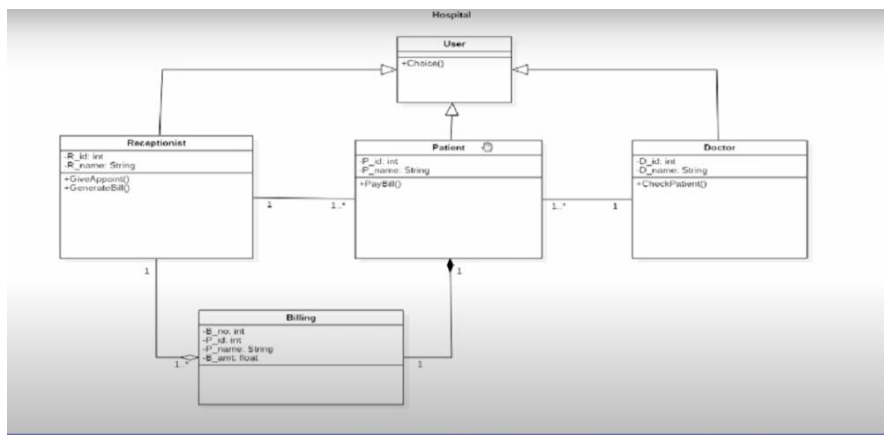 Hospital
User
+Choice()
Receptionist
-R_id: int
-R_name: String
+GiveAppoint()
+GenerateBill()
Patient
-P_id: int
-P_name: String
+PayBill()
Doctor
-D_id: int
-D_name: String
+CheckPatient()
1
1..*
1..*
1
1
1
Billing
-B_no: int
-P_id: int
-P_name: String
-B_amt: float
1..*
1